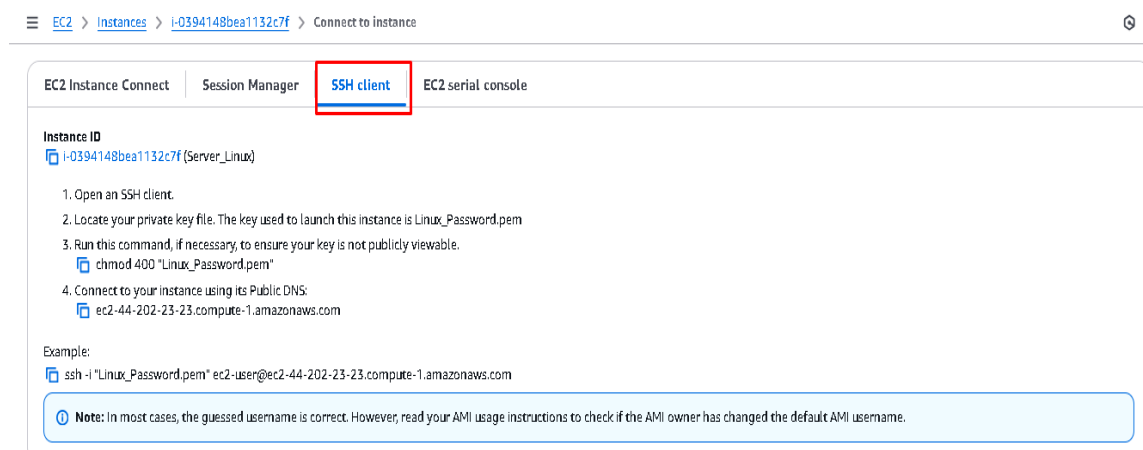 EC2 > Instances > i-0394148bea1132c7f > Connect to instance
EC2 Instance Connect Session Manager SSH client EC2 serial console
Instance ID
i-0394148bea1132c7f (Server_Linux)
1. Open an SSH client.
2. Locate your private key file. The key used to launch this instance is Linux_Password.pem
3. Run this command, if necessary, to ensure your key is not publicly viewable.
chmod 400 "Linux_Password.pem"
4. Connect to your instance using its Public DNS:
ec2-44-202-23-23.compute-1.amazonaws.com
Example:
ssh -i "Linux_Password.pem" ec2-user@ec2-44-202-23-23.compute-1.amazonaws.com
Note: In most cases, the guessed username is correct. However, read your AMI usage instructions to check if the AMI owner has changed the default AMI username.